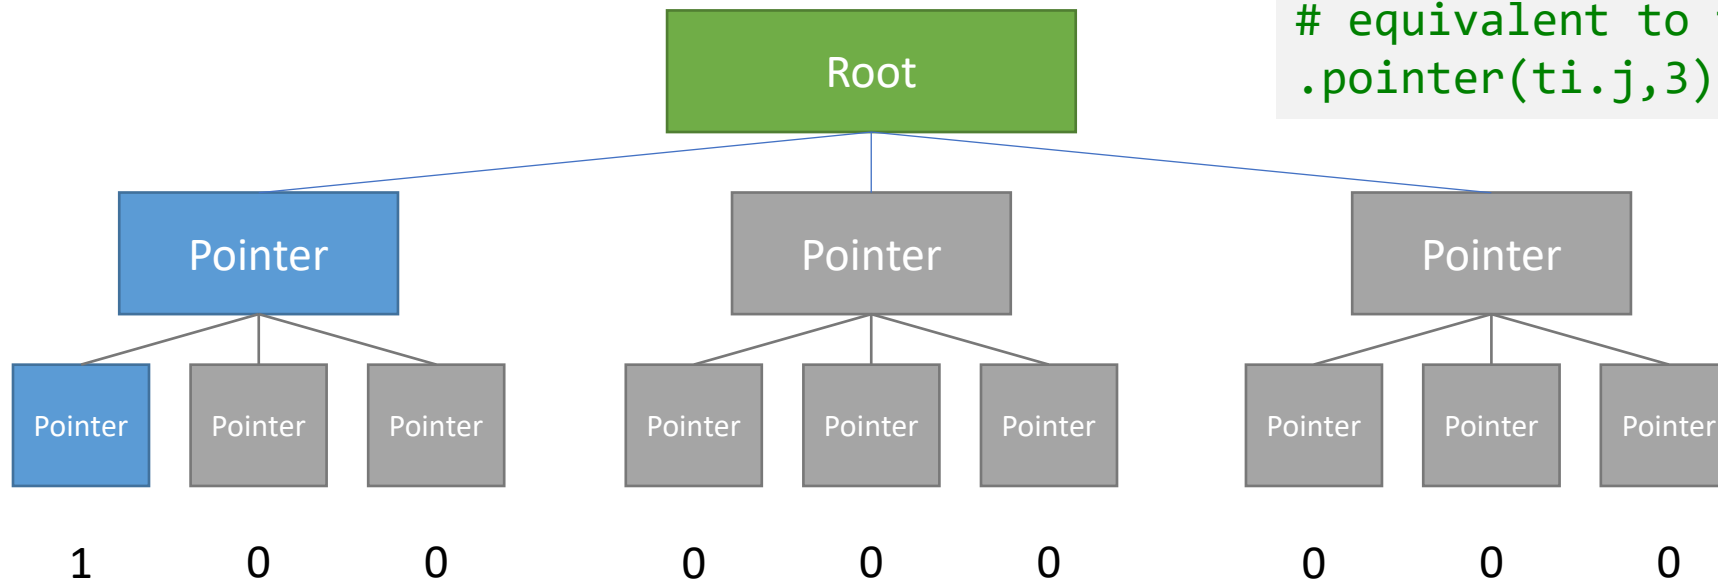 # equivalent to
.pointer(ti.j,3)
Root
Pointer Pointer Pointer
Pointer Pointer Pointer Pointer Pointer Pointer Pointer Pointer Pointer
1 0 0 0 0 0 0 0 0